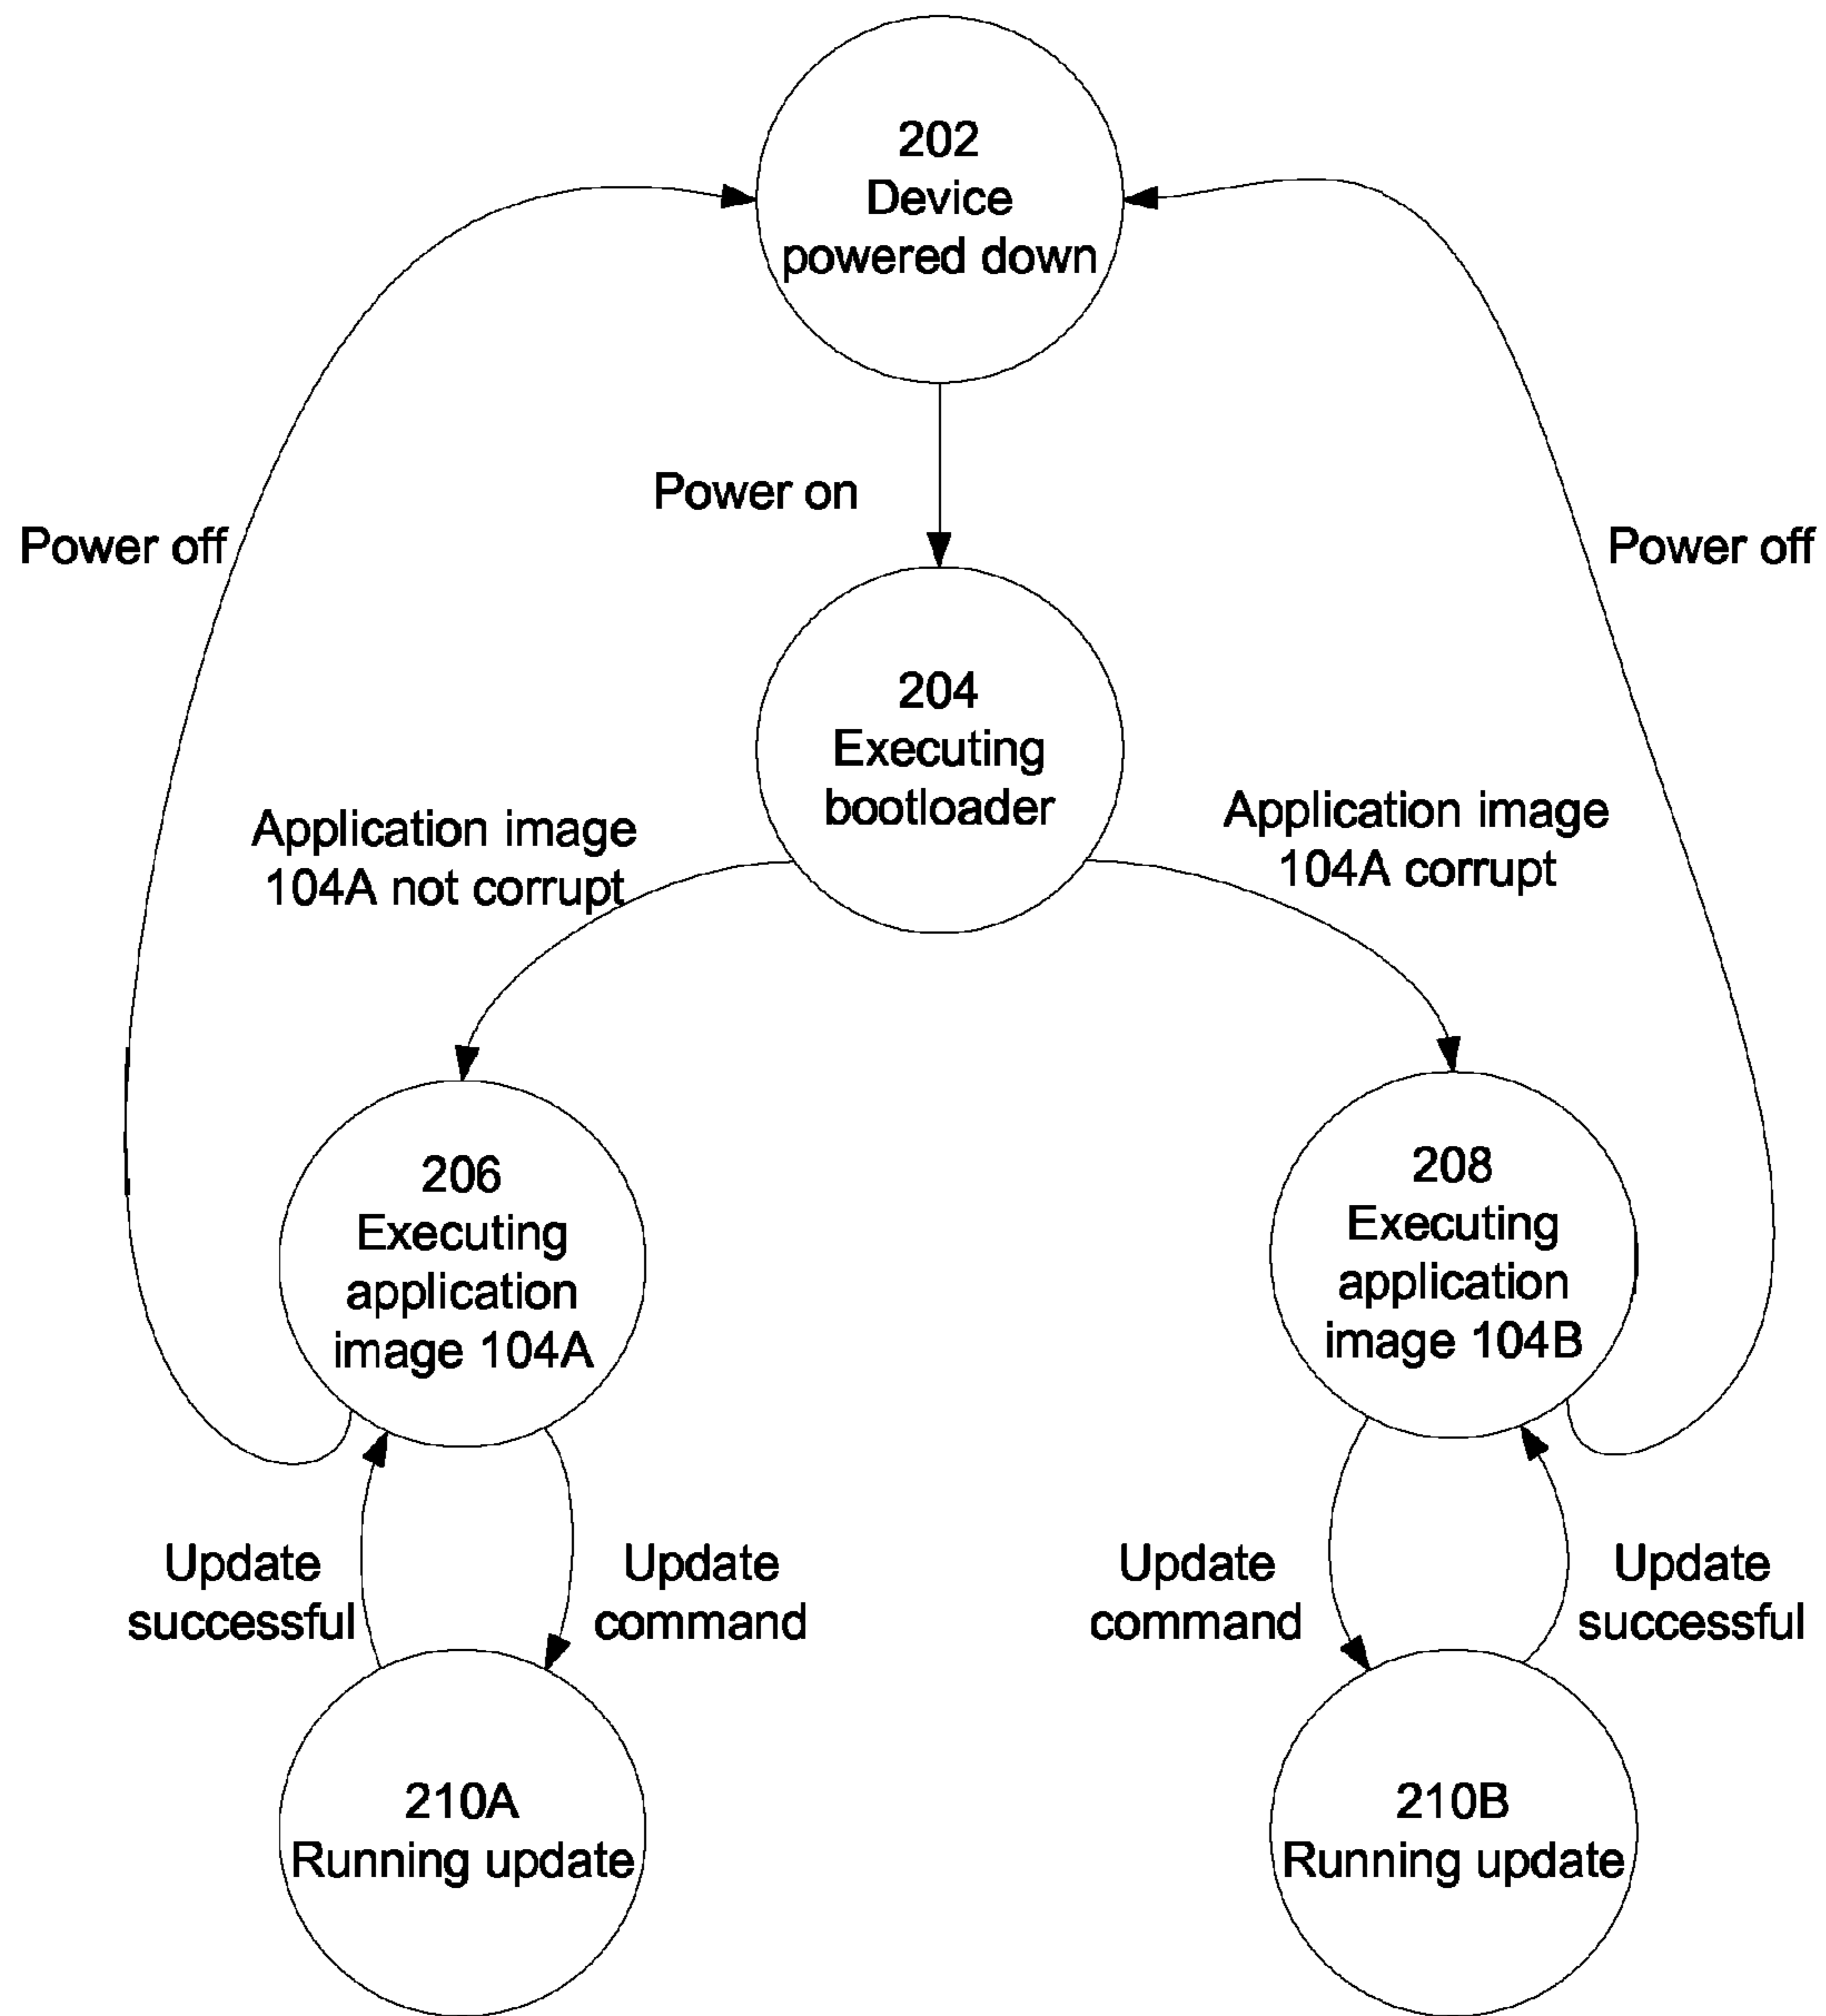 202
Device
powered down
Power on
Power off
Power off
204
Executing
bootloader
Application image
104A not corrupt
Application image
104A corrupt
206
Executing
application
image 104A
208
Executing
application
image 104B
Update
successful
Update
command
Update
command
Update
successful
210A
Running update
210B
Running update